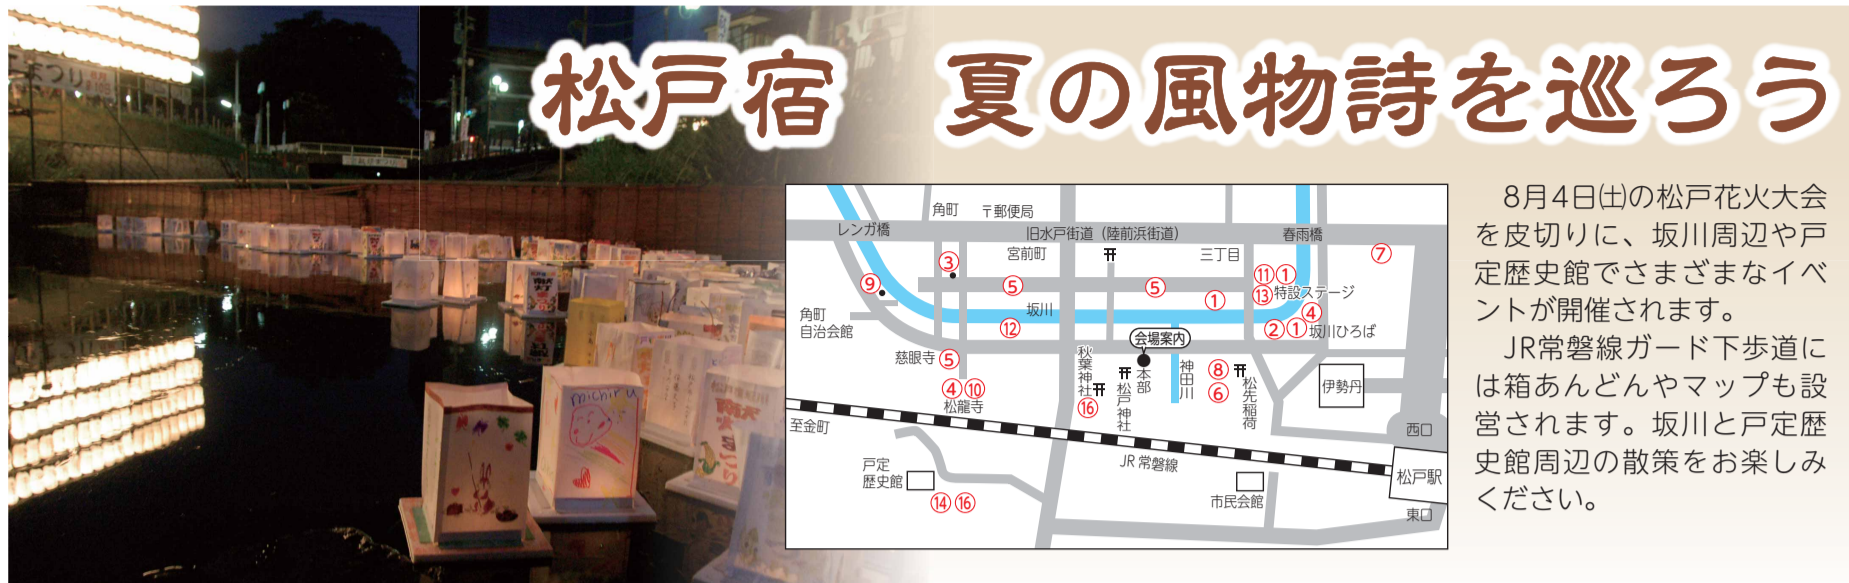 松戸宿 夏の風物詩を巡ろう
8月4日㈯の松戸花火大会
を皮切りに、坂川周辺や戸
定歴史館でさまざまなイベ
ントが開催されます。
JR常磐線ガード下歩道に
は箱あんどんやマップも設
営されます。坂川と戸定歴
史館周辺の散策をお楽しみ
ください。
角町
〒郵便局
レンガ橋
旧水戸街道（陸前浜街道）
春雨橋
宮前町
三丁目
⑦
③
⑨
⑤
⑤
①
⑪①
⑬特設ステージ
④
②①坂川ひろば
坂川
⑫
角町
自治会館
会場案内
本部
慈眼寺⑤
④⑩
松龍寺
秋葉神社
⑯
松戸神社
神田川
⑧
⑥
松先稲荷
伊勢丹
西口
至金町
JR 常磐線
松戸駅
東口
戸定
歴史館
⑭⑯
市民会館
michiru
まつり